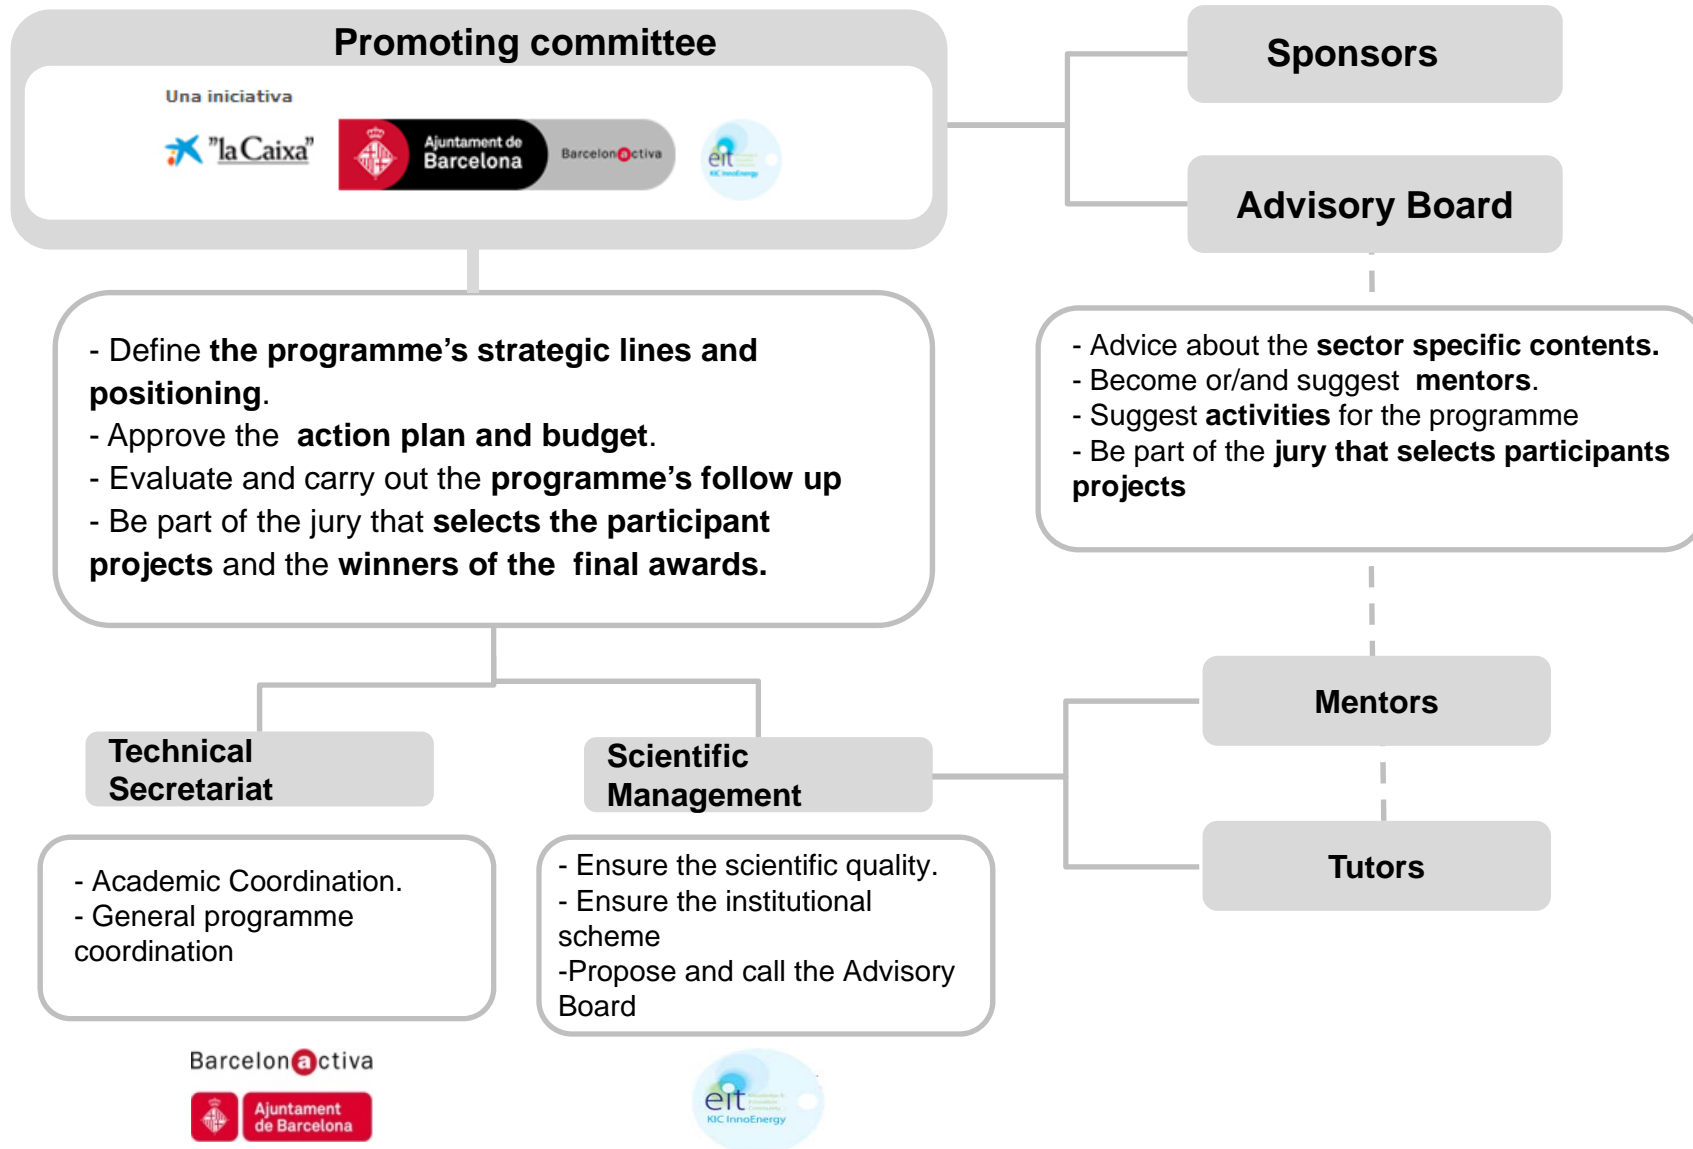 Promoting committee
Una iniciativa
"la Caixa"
Ajuntament de
Barcelona
Barcelonactiva
eit
KIC InnoEnergy
Sponsors
Advisory Board
- Define the programme's strategic lines and
positioning.
- Approve the action plan and budget.
- Evaluate and carry out the programme's follow up
- Be part of the jury that selects the participant
projects and the winners of the final awards.
- Advice about the sector specific contents.
- Become or/and suggest mentors.
- Suggest activities for the programme
- Be part of the jury that selects participants
projects
Technical
Secretariat
Scientific
Management
Mentors
Tutors
- Academic Coordination.
- General programme
coordination
- Ensure the scientific quality.
- Ensure the institutional
scheme
-Propose and call the Advisory
Board
Barcelonactiva
Ajuntament
de Barcelona
eit
KIC InnoEnergy